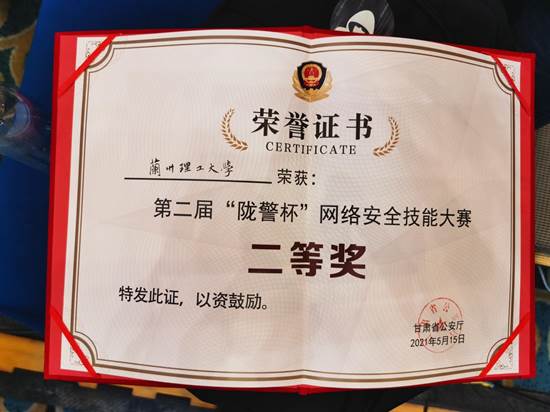 荣誉证书
CERTIFICATE
蘭州理工大學 荣获：
第二届“陇警杯”网络安全技能大赛
二等奖
特发此证，以资鼓励。
甘肃省公安厅
2021年5月15日